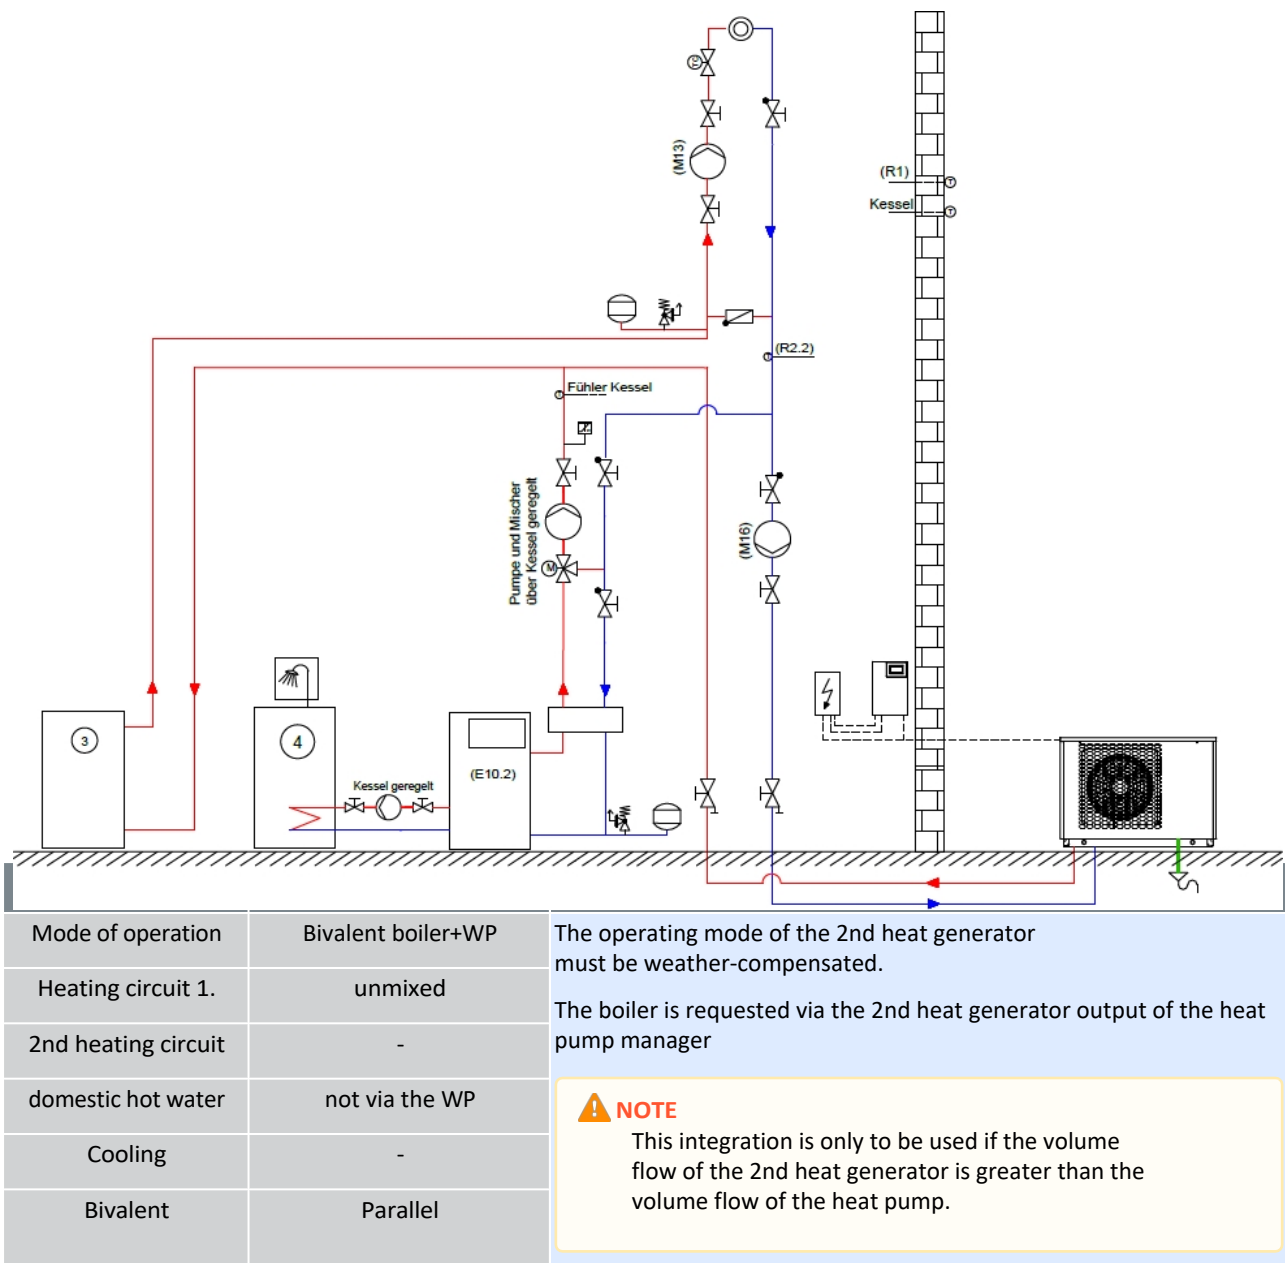 TC
(M13)
(R1)
T
Kessel
T
T
(R2.2)
T
Fühler Kessel
Pumpe und Mischer
über Kessel geregelt
M
(M16)
3
4
Kessel geregelt
(E10.2)
Mode of operation
Bivalent boiler+WP
Heating circuit 1.
unmixed
2nd heating circuit
-
domestic hot water
not via the WP
Cooling
-
Bivalent
Parallel
The operating mode of the 2nd heat generator
must be weather-compensated.
The boiler is requested via the 2nd heat generator output of the heat
pump manager
NOTE
This integration is only to be used if the volume
flow of the 2nd heat generator is greater than the
volume flow of the heat pump.